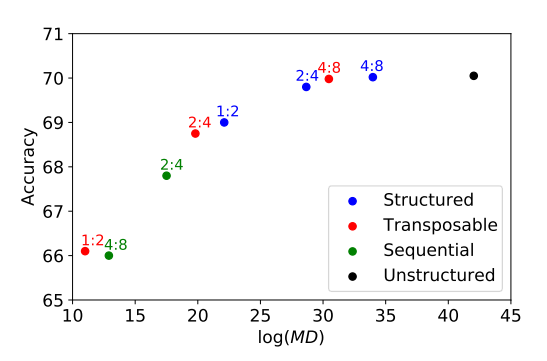 71
70
69
68
67
66
65
Accuracy
4:8
2:4
4:8
1:2
2:4
2:4
1:2
4:8
Structured
Transposable
Sequential
Unstructured
10 15 20 25 30 35 40 45
log(MD)